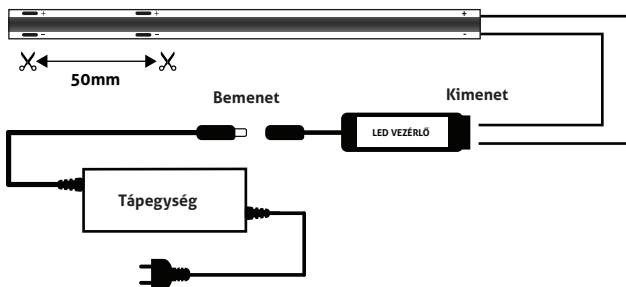 + + +
- - -
50mm
Bemenet
Kimenet
LED VEZÉRLŐ
Tápegység